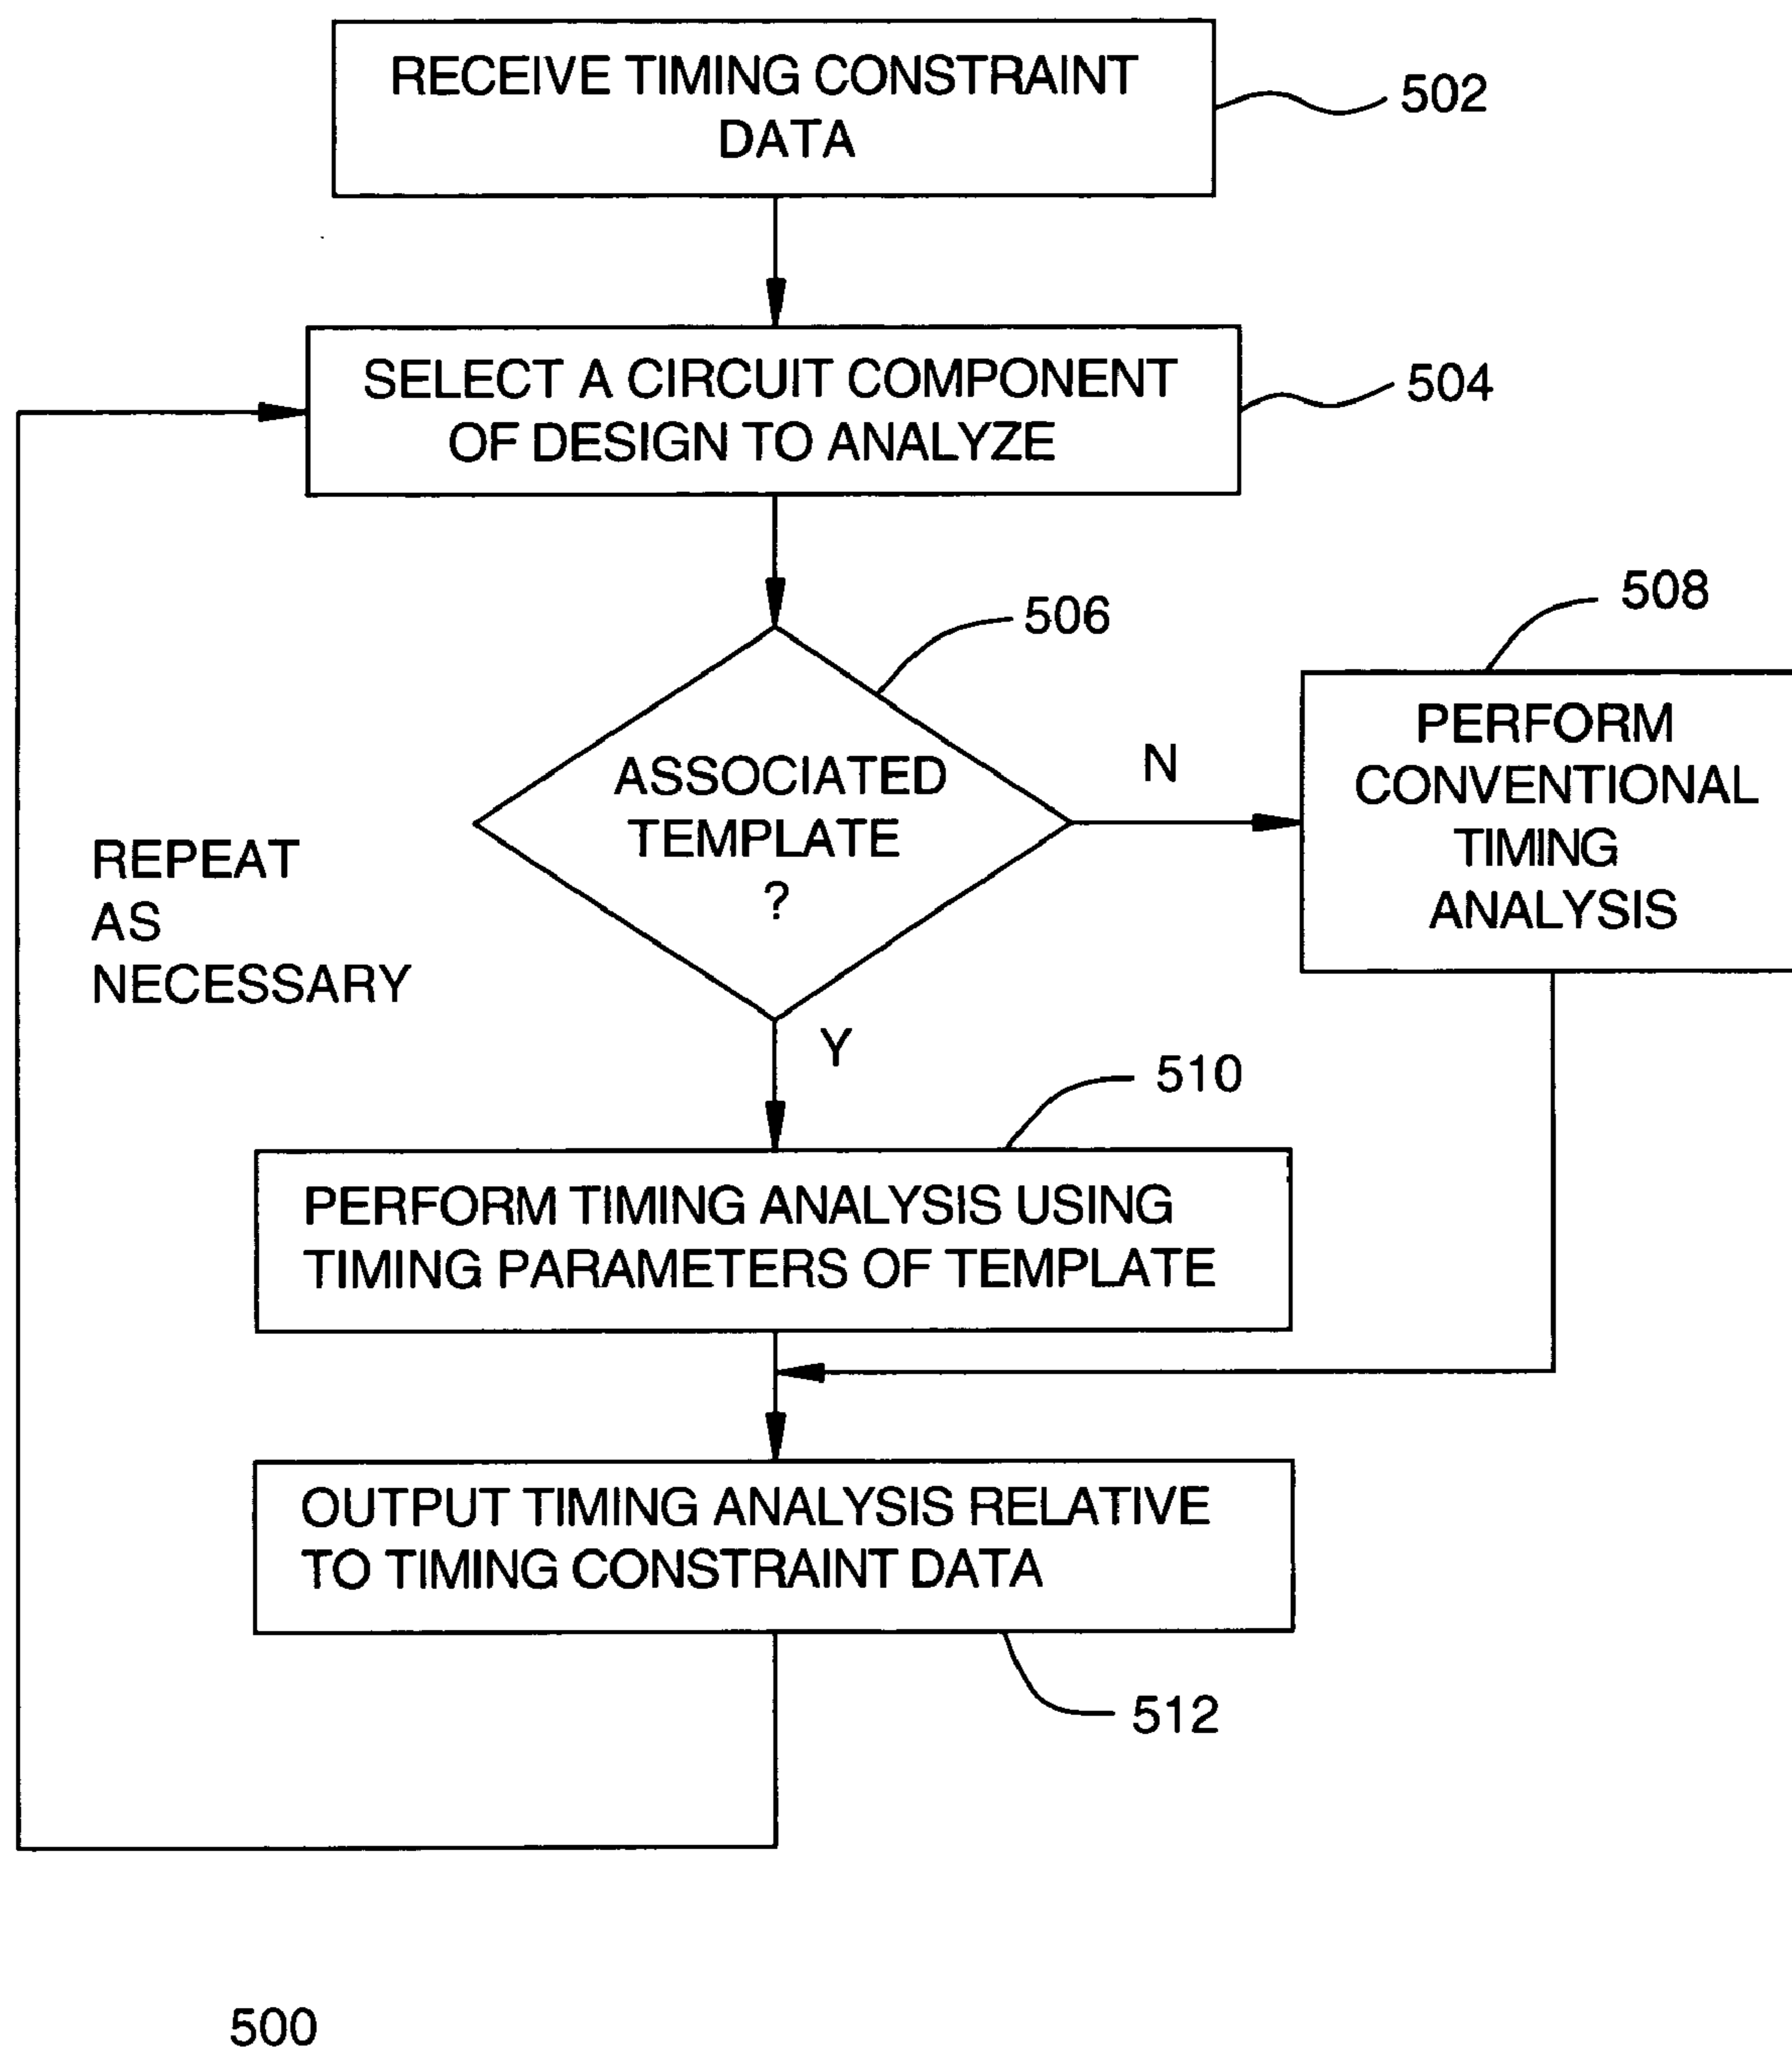 RECEIVE TIMING CONSTRAINT
DATA
502
SELECT A CIRCUIT COMPONENT
OF DESIGN TO ANALYZE
504
506
ASSOCIATED
TEMPLATE
?
N
508
PERFORM
CONVENTIONAL
TIMING
ANALYSIS
REPEAT
AS
NECESSARY
Y
510
PERFORM TIMING ANALYSIS USING
TIMING PARAMETERS OF TEMPLATE
OUTPUT TIMING ANALYSIS RELATIVE
TO TIMING CONSTRAINT DATA
512
500